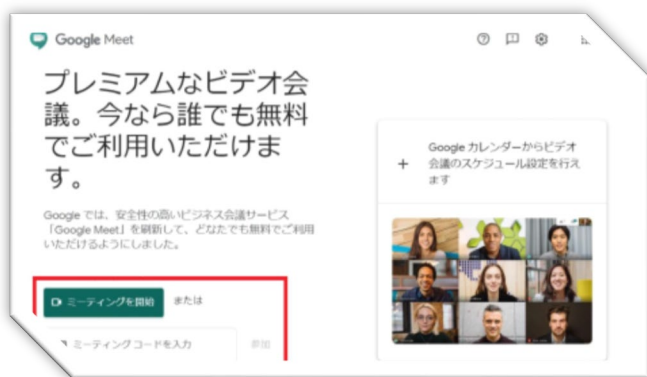 Google Meet
プレミアムなビデオ会
議。今なら誰でも無料
でご利用いただけま
す。
Google では、安全性の高いビジネス会議サービス
「Google Meet」を刷新して、どなたでも無料でご利用
いただけるようにしました。
ミーティングを開始 または
ミーティング コードを入力 参加
Google カレンダーからビデオ
会議のスケジュール設定を行え
ます